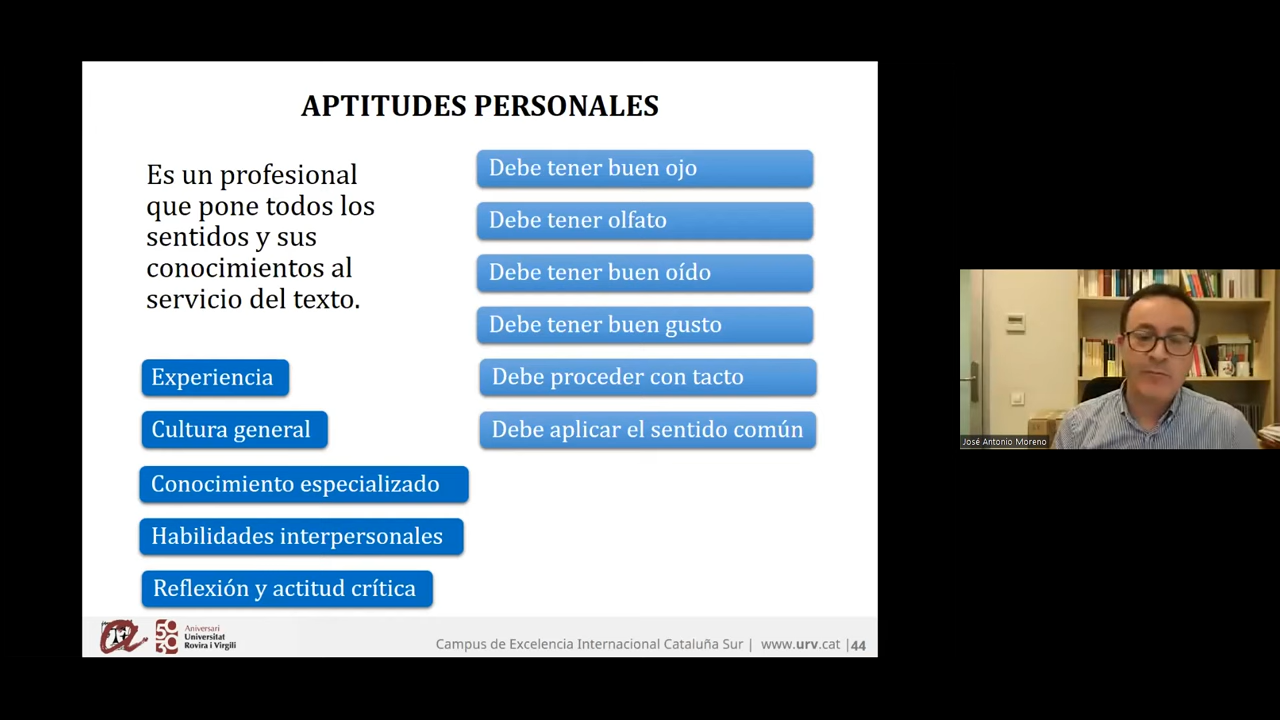 APTITUDES PERSONALES
Es un profesional
que pone todos los
sentidos y sus
conocimientos al
servicio del texto.
Experiencia
Cultura general
Conocimiento especializado
Habilidades interpersonales
Reflexión y actitud crítica
Debe tener buen ojo
Debe tener olfato
Debe tener buen oído
Debe tener buen gusto
Debe proceder con tacto
Debe aplicar el sentido común
Aniversari
Universitat
Rovira i Virgili
Campus de Excelencia Internacional Cataluña Sur | www.urv.cat |44
José Antonio Moreno